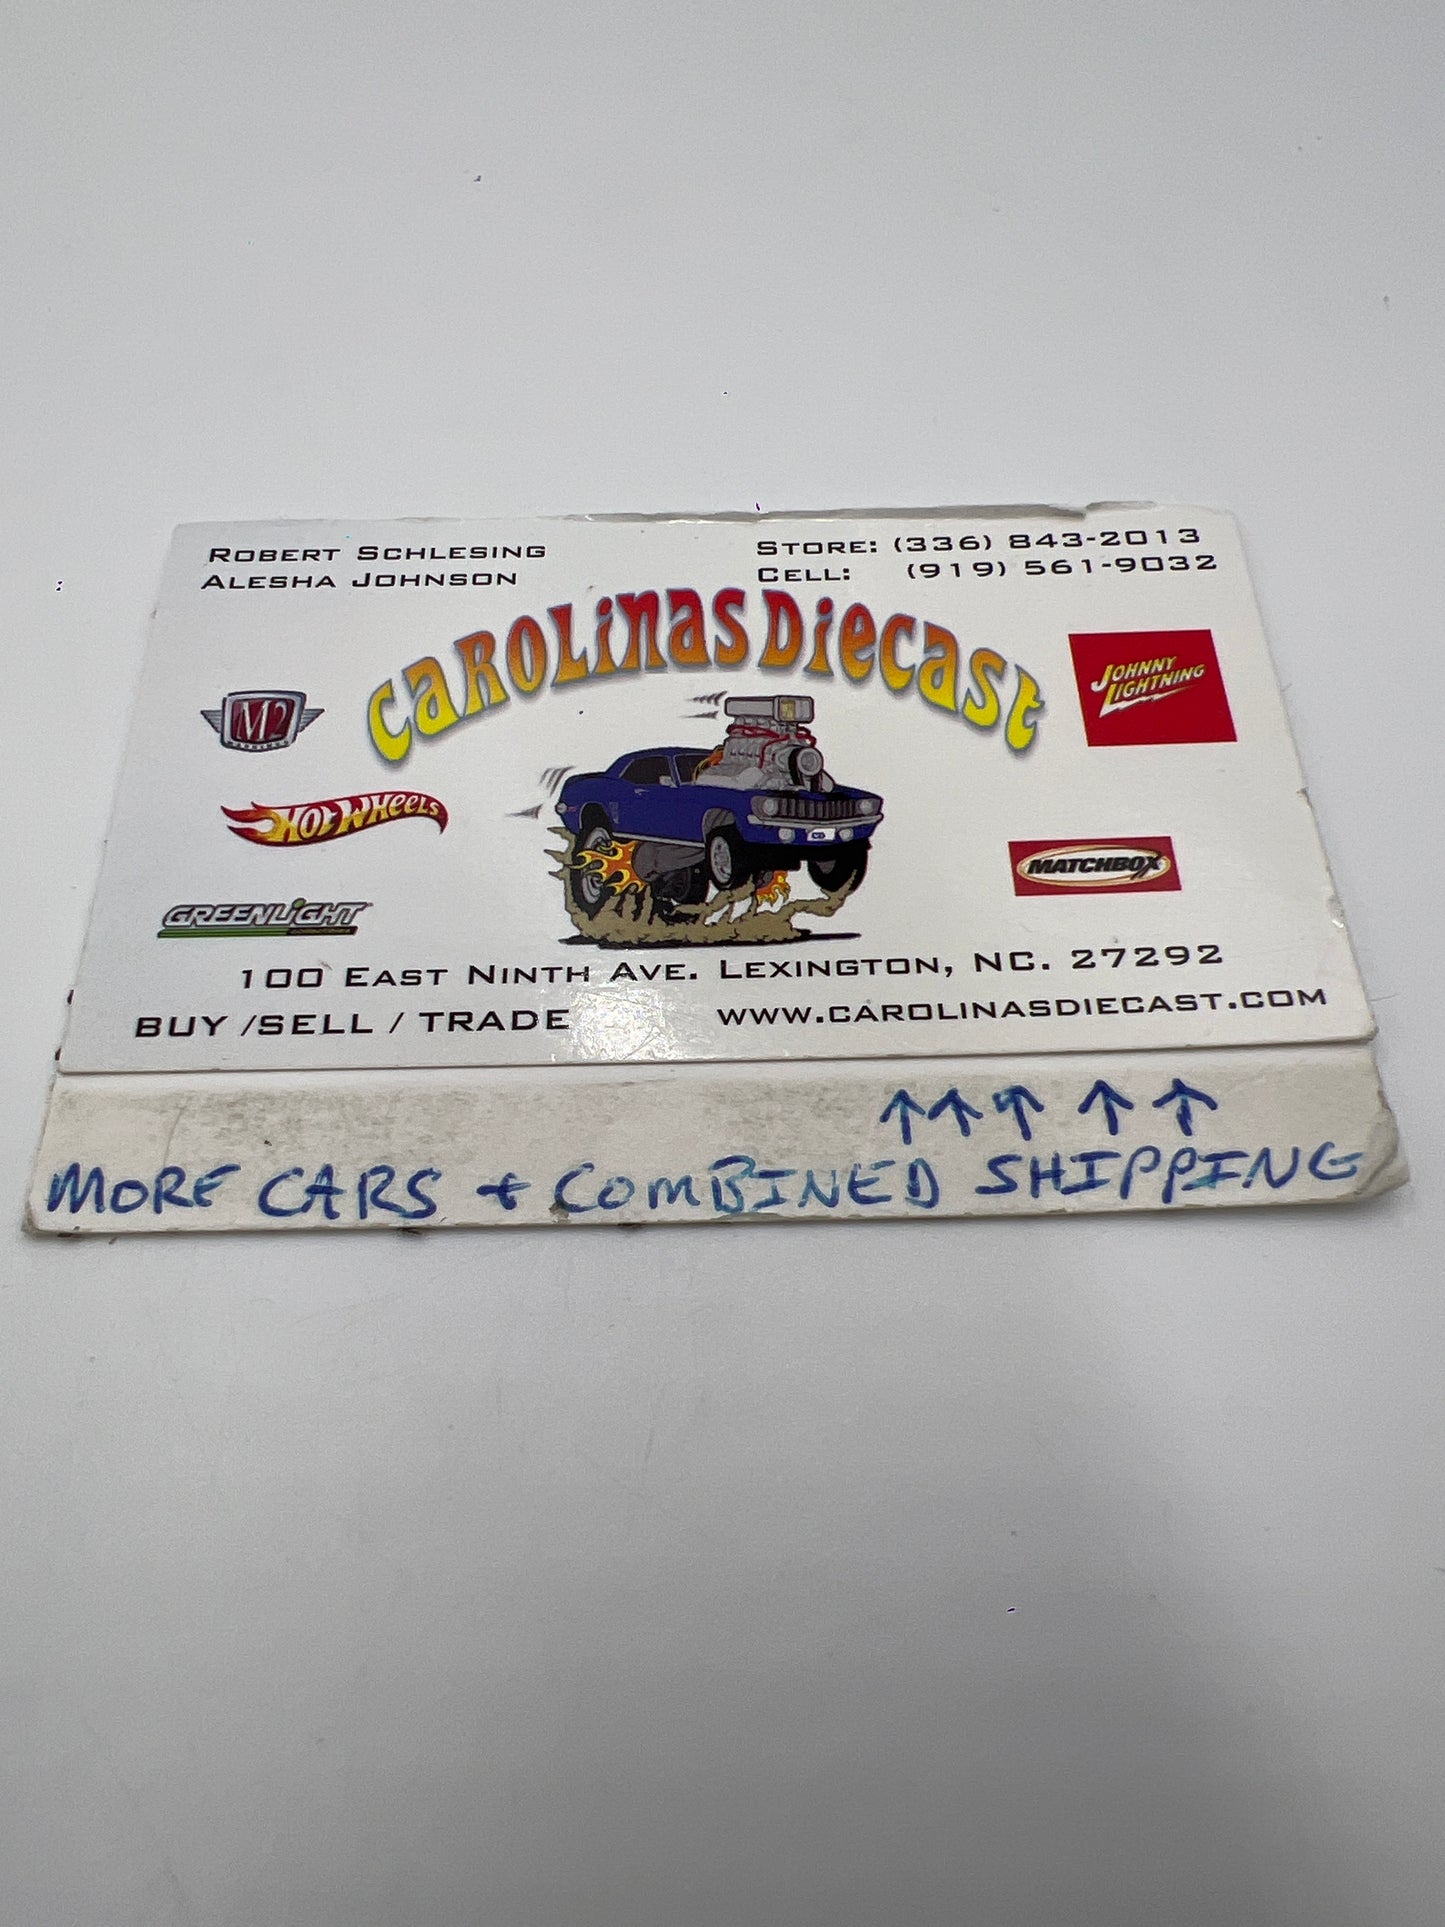 ROBERT SCHLESING
ALESHA JOHNSON
STORE: (336) 843-2013
CELL: (919) 561-9032
CAROLINAS DIECAST
M2
JOHNNY LIGHTNING
HOT WHEELS
MATCHBOX
GREENLIGHT
100 EAST NINTH AVE. LEXINGTON, NC. 27292
BUY /SELL / TRADE
WWW.CAROLINASDIECAST.COM
↑↑↑↑↑
MORE CARS + COMBINED SHIPPING